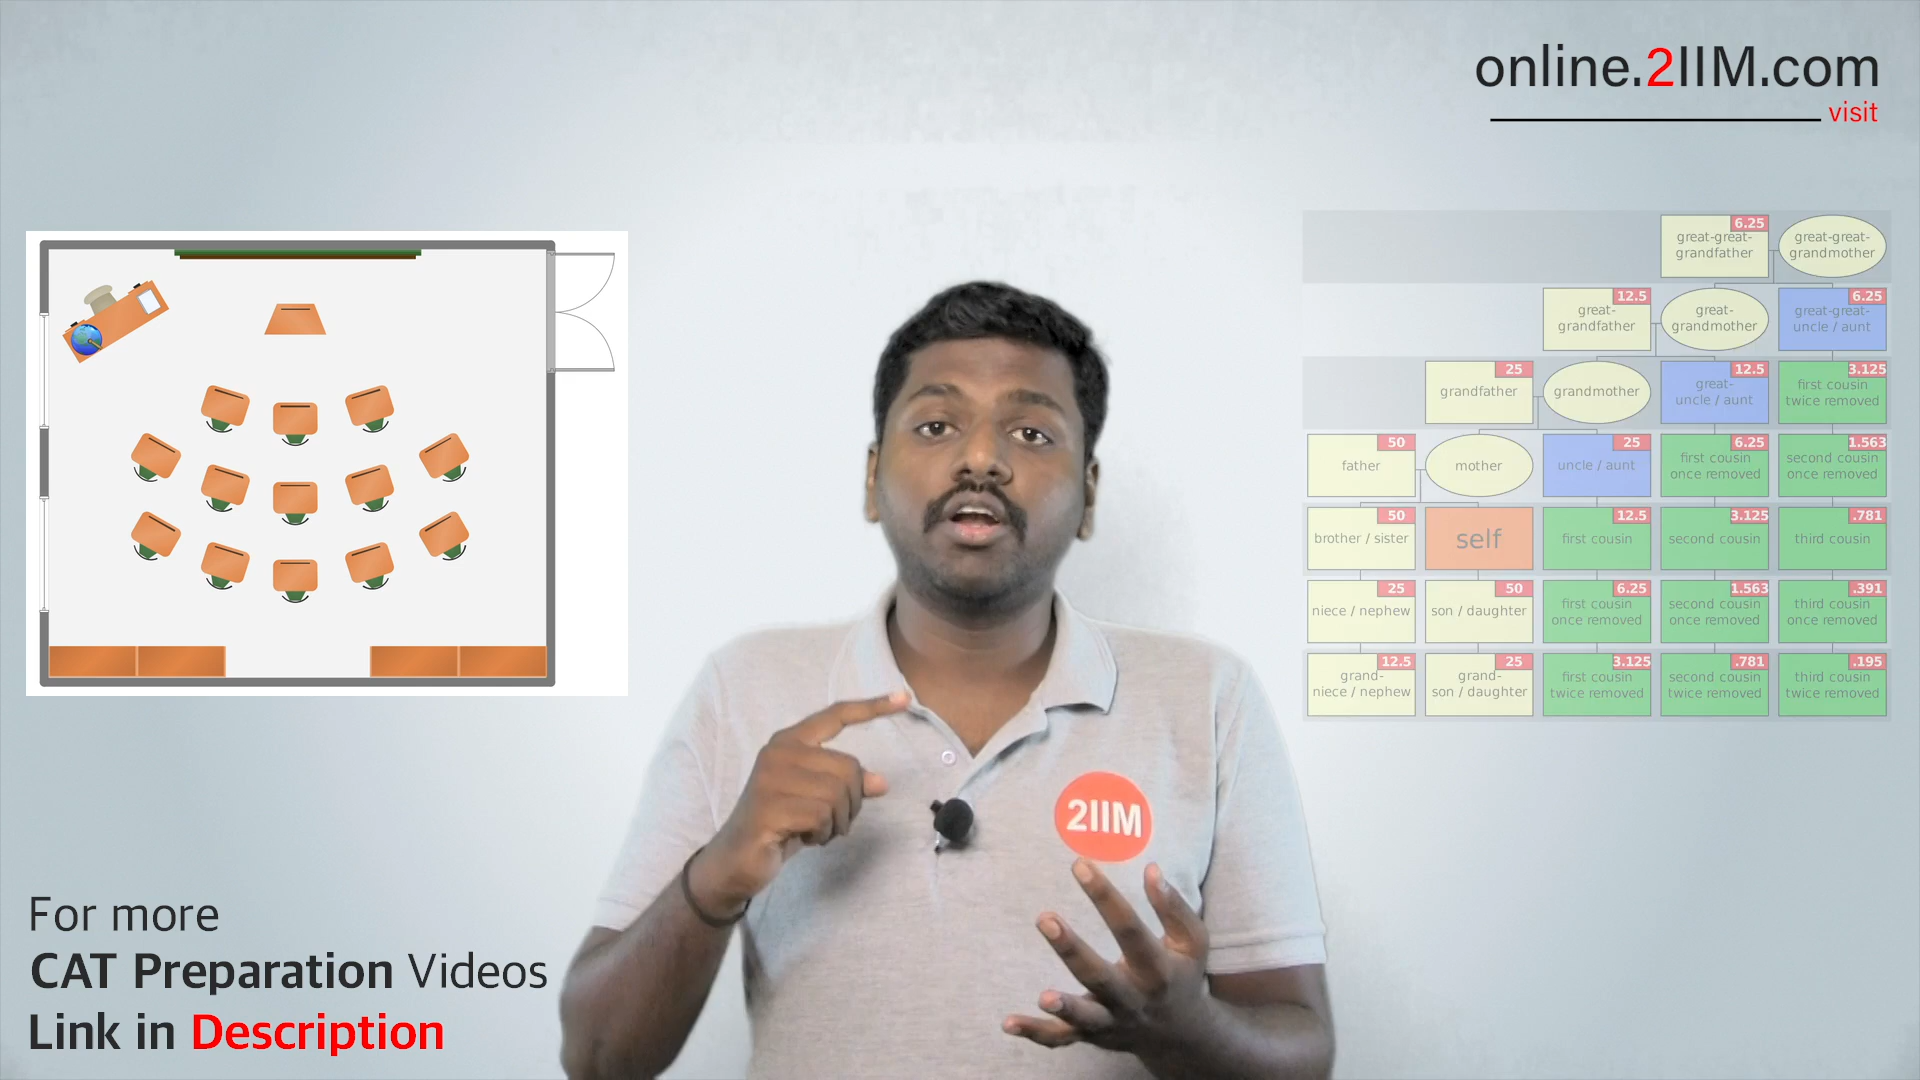 online.2IIM.com
visit
6.25
great-great-
grandfather
great-great-
grandmother
12.5
great-
grandfather
great-
grandmother
6.25
great-great-
uncle / aunt
25
grandfather
grandmother
12.5
great-
uncle / aunt
3.125
first cousin
twice removed
50
father
mother
25
uncle / aunt
6.25
first cousin
once removed
1.563
second cousin
once removed
50
brother / sister
self
12.5
first cousin
3.125
second cousin
.781
third cousin
25
niece / nephew
50
son / daughter
6.25
first cousin
once removed
1.563
second cousin
once removed
.391
third cousin
once removed
12.5
grand-
niece / nephew
25
grand-
son / daughter
3.125
first cousin
twice removed
.781
second cousin
twice removed
.195
third cousin
twice removed
2IIM
For more
CAT Preparation Videos
Link in Description